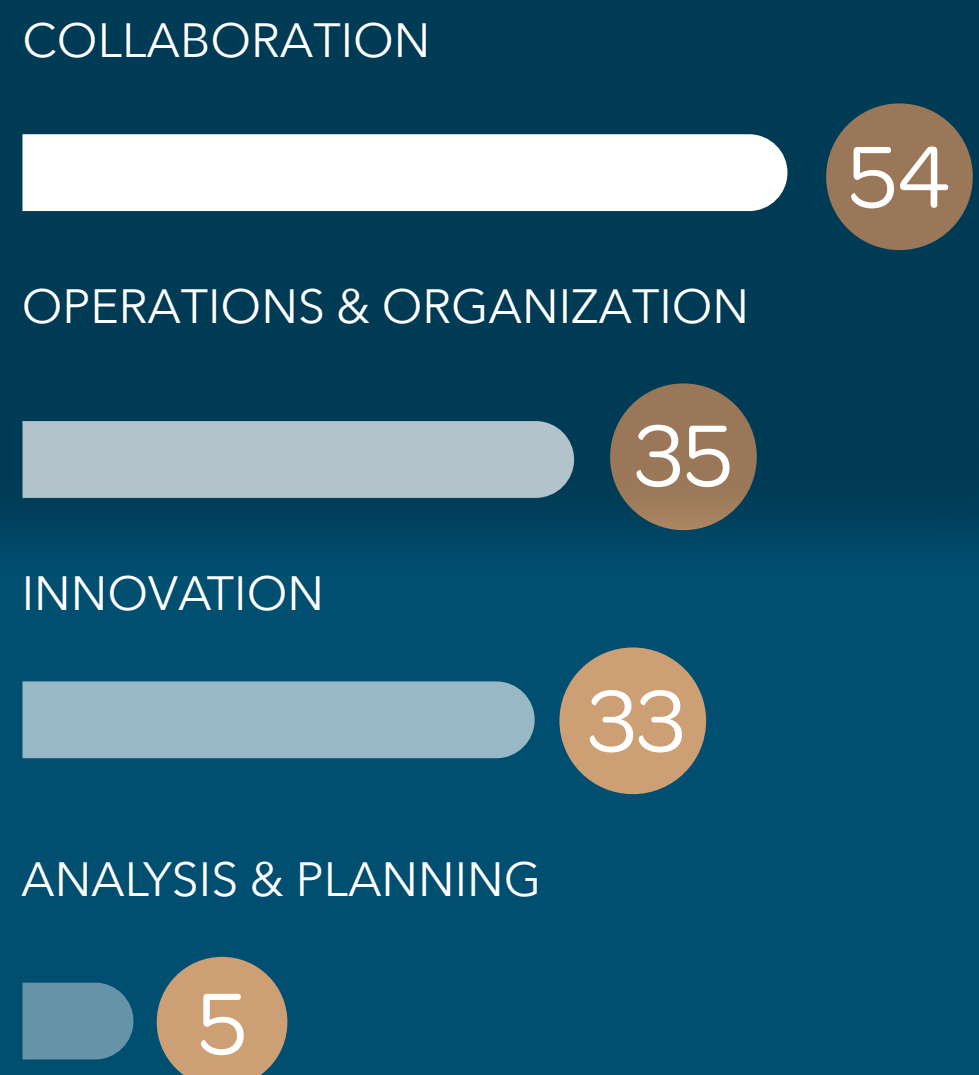 COLLABORATION
54
OPERATIONS & ORGANIZATION
35
INNOVATION
33
ANALYSIS & PLANNING
5